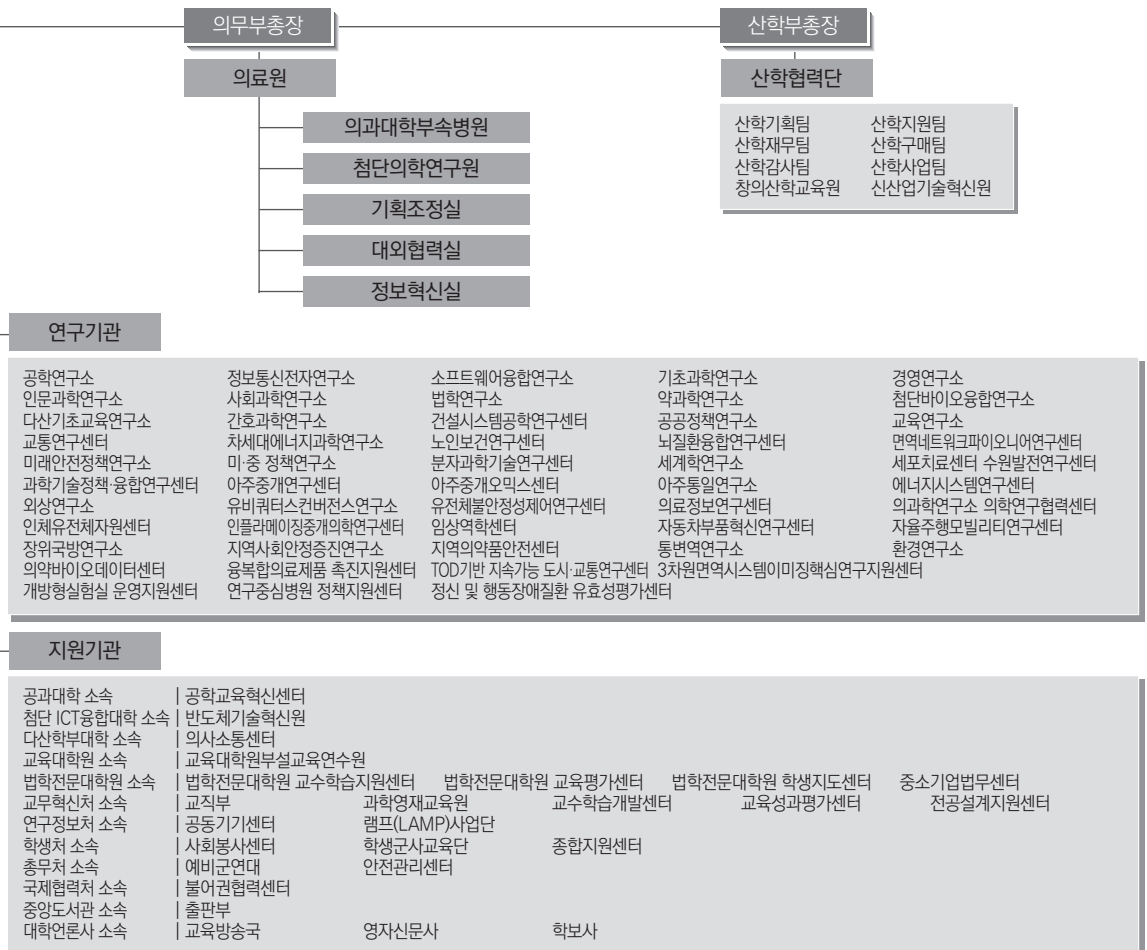 의무부총장 산학부총장
의료원 산학협력단
의과대학부속병원
첨단의학연구원
기획조정실
대외협력실
정보혁신실
산학기획팀 산학지원팀
산학재무팀 산학구매팀
산학감사팀 산학사업팀
창의산학교육원 신산업기술혁신원
연구기관
공학연구소 정보통신전자연구소 소프트웨어융합연구소 기초과학연구소 경영연구소
인문과학연구소 사회과학연구소 법학연구소 약과학연구소 첨단바이오융합연구소
다산기초교육연구소 간호과학연구소 건설시스템공학연구센터 공공정책연구소 교육연구소
교통연구센터 차세대에너지과학연구소 노인보건연구센터 뇌질환융합연구센터 면역네트워크파이오니어연구센터
미래안전정책연구소 미·중 정책연구소 분자과학기술연구센터 세계학연구소 세포치료센터 수원발전연구센터
과학기술정책·융합연구센터 아주중개연구센터 아주중개오믹스센터 아주통일연구소 에너지시스템연구센터
외상연구소 유비쿼터스컨버전스연구소 유전체불안정성제어연구센터 의료정보연구센터 의과학연구소 의학연구협력센터
인체유전체자원센터 인플라메이징중개의학연구센터 임상역학센터 자동차부품혁신연구센터 자율주행모빌리티연구센터
장위국방연구소 지역사회안정증진연구소 지역의약품안전센터 통번역연구소 환경연구소
의약바이오데이터센터 융복합의료제품 촉진지원센터 TOD기반 지속가능 도시·교통연구센터 3차원면역시스템이미징핵심연구지원센터
개방형실험실 운영지원센터 연구중심병원 정책지원센터 정신 및 행동장애질환 유효성평가센터
지원기관
공과대학 소속 | 공학교육혁신센터
첨단 ICT융합대학 소속 | 반도체기술혁신원
다산학부대학 소속 | 의사소통센터
교육대학원 소속 | 교육대학원부설교육연수원
법학전문대학원 소속 | 법학전문대학원 교수학습지원센터 법학전문대학원 교육평가센터 법학전문대학원 학생지도센터 중소기업법무센터
교무혁신처 소속 | 교직부 과학영재교육원 교수학습개발센터 교육성과평가센터 전공설계지원센터
연구정보처 소속 | 공동기기센터 램프(LAMP)사업단
학생처 소속 | 사회봉사센터 학생군사교육단 종합지원센터
총무처 소속 | 예비군연대 안전관리센터
국제협력처 소속 | 불어권협력센터
중앙도서관 소속 | 출판부
대학언론사 소속 | 교육방송국 영자신문사 학보사